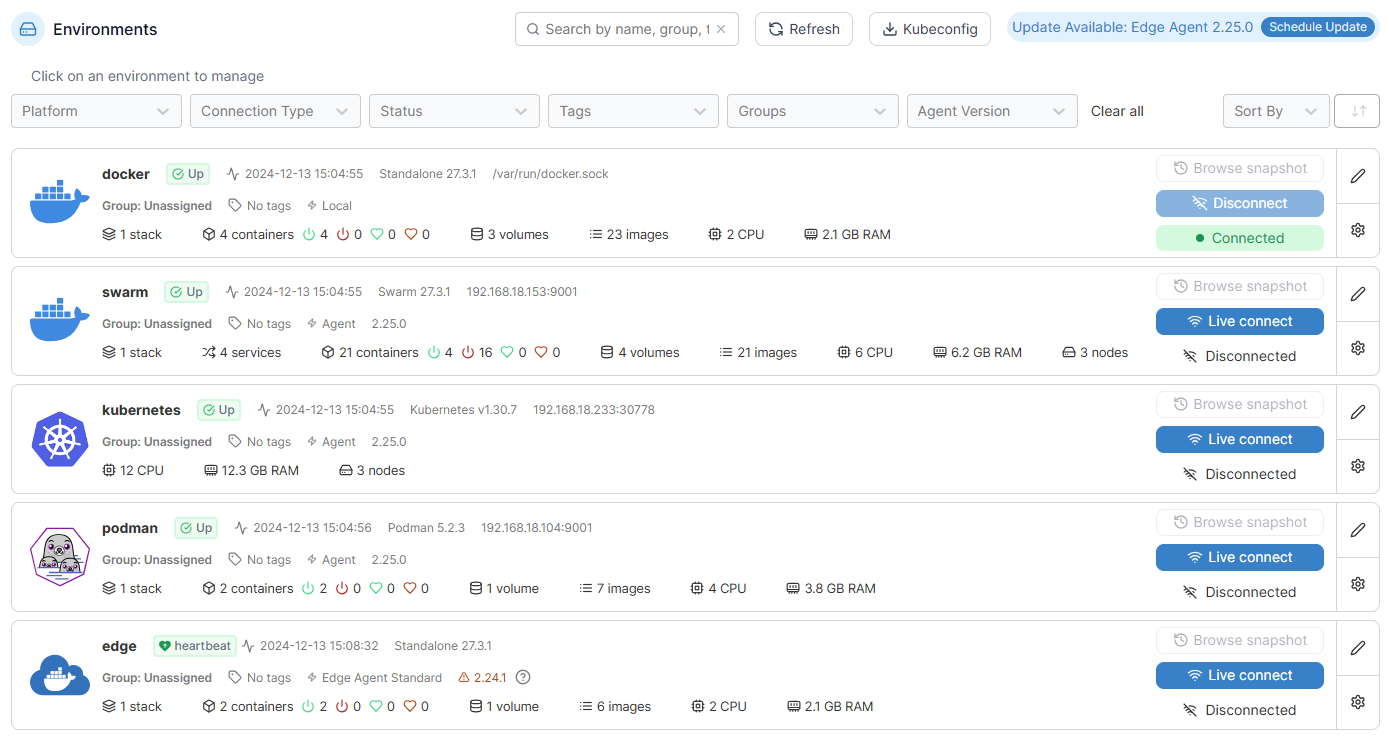 Environments
Search by name, group, t
Refresh
Kubeconfig
Update Available: Edge Agent 2.25.0
Schedule Update
Click on an environment to manage
Platform
Connection Type
Status
Tags
Groups
Agent Version
Clear all
Sort By
docker Up 2024-12-13 15:04:55 Standalone 27.3.1 /var/run/docker.sock
Group: Unassigned No tags Local
1 stack 4 containers 4 0 0 0 3 volumes 23 images 2 CPU 2.1 GB RAM
Browse snapshot
Disconnect
Connected
swarm Up 2024-12-13 15:04:55 Swarm 27.3.1 192.168.18.153:9001
Group: Unassigned No tags Agent 2.25.0
1 stack 4 services 21 containers 4 16 0 0 4 volumes 21 images 6 CPU 6.2 GB RAM 3 nodes
Browse snapshot
Live connect
Disconnected
kubernetes Up 2024-12-13 15:04:55 Kubernetes v1.30.7 192.168.18.233:30778
Group: Unassigned No tags Agent 2.25.0
12 CPU 12.3 GB RAM 3 nodes
Browse snapshot
Live connect
Disconnected
podman Up 2024-12-13 15:04:56 Podman 5.2.3 192.168.18.104:9001
Group: Unassigned No tags Agent 2.25.0
1 stack 2 containers 2 0 0 0 1 volume 7 images 4 CPU 3.8 GB RAM
Browse snapshot
Live connect
Disconnected
edge heartbeat 2024-12-13 15:08:32 Standalone 27.3.1
Group: Unassigned No tags Edge Agent Standard 2.24.1
1 stack 2 containers 2 0 0 0 1 volume 6 images 2 CPU 2.1 GB RAM
Browse snapshot
Live connect
Disconnected